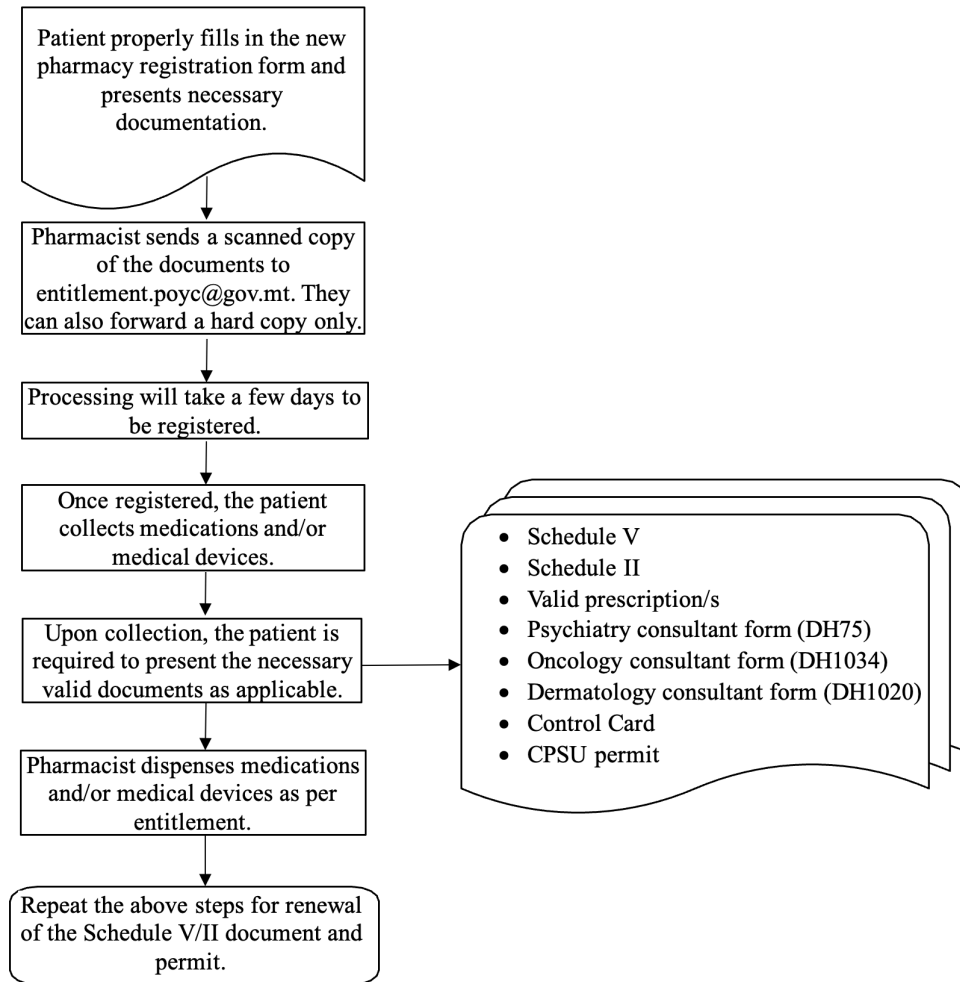 Patient properly fills in the new
pharmacy registration form and
presents necessary
documentation.
Pharmacist sends a scanned copy
of the documents to
entitlement.poyc@gov.mt. They
can also forward a hard copy only.
Processing will take a few days to
be registered.
Once registered, the patient
collects medications and/or
medical devices.
Upon collection, the patient is
required to present the necessary
valid documents as applicable.
• Schedule V
• Schedule II
• Valid prescription/s
• Psychiatry consultant form (DH75)
• Oncology consultant form (DH1034)
• Dermatology consultant form (DH1020)
• Control Card
• CPSU permit
Pharmacist dispenses medications
and/or medical devices as per
entitlement.
Repeat the above steps for renewal
of the Schedule V/II document and
permit.